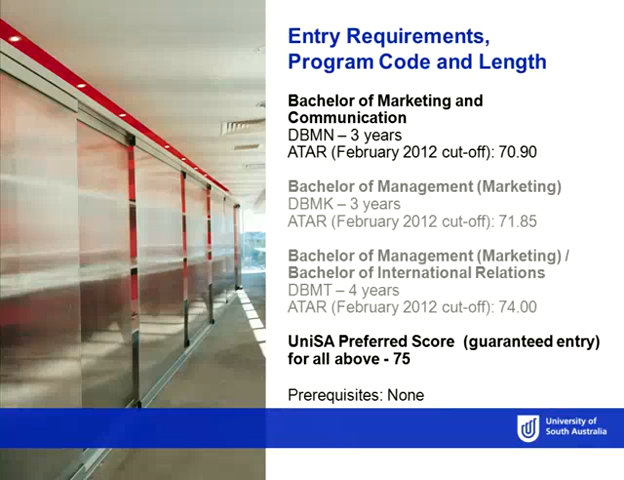 Entry Requirements,
Program Code and Length
Bachelor of Marketing and
Communication
DBMN – 3 years
ATAR (February 2012 cut-off): 70.90
Bachelor of Management (Marketing)
DBMK – 3 years
ATAR (February 2012 cut-off): 71.85
Bachelor of Management (Marketing) /
Bachelor of International Relations
DBMT – 4 years
ATAR (February 2012 cut-off): 74.00
UniSA Preferred Score (guaranteed entry)
for all above - 75
Prerequisites: None
University of
South Australia